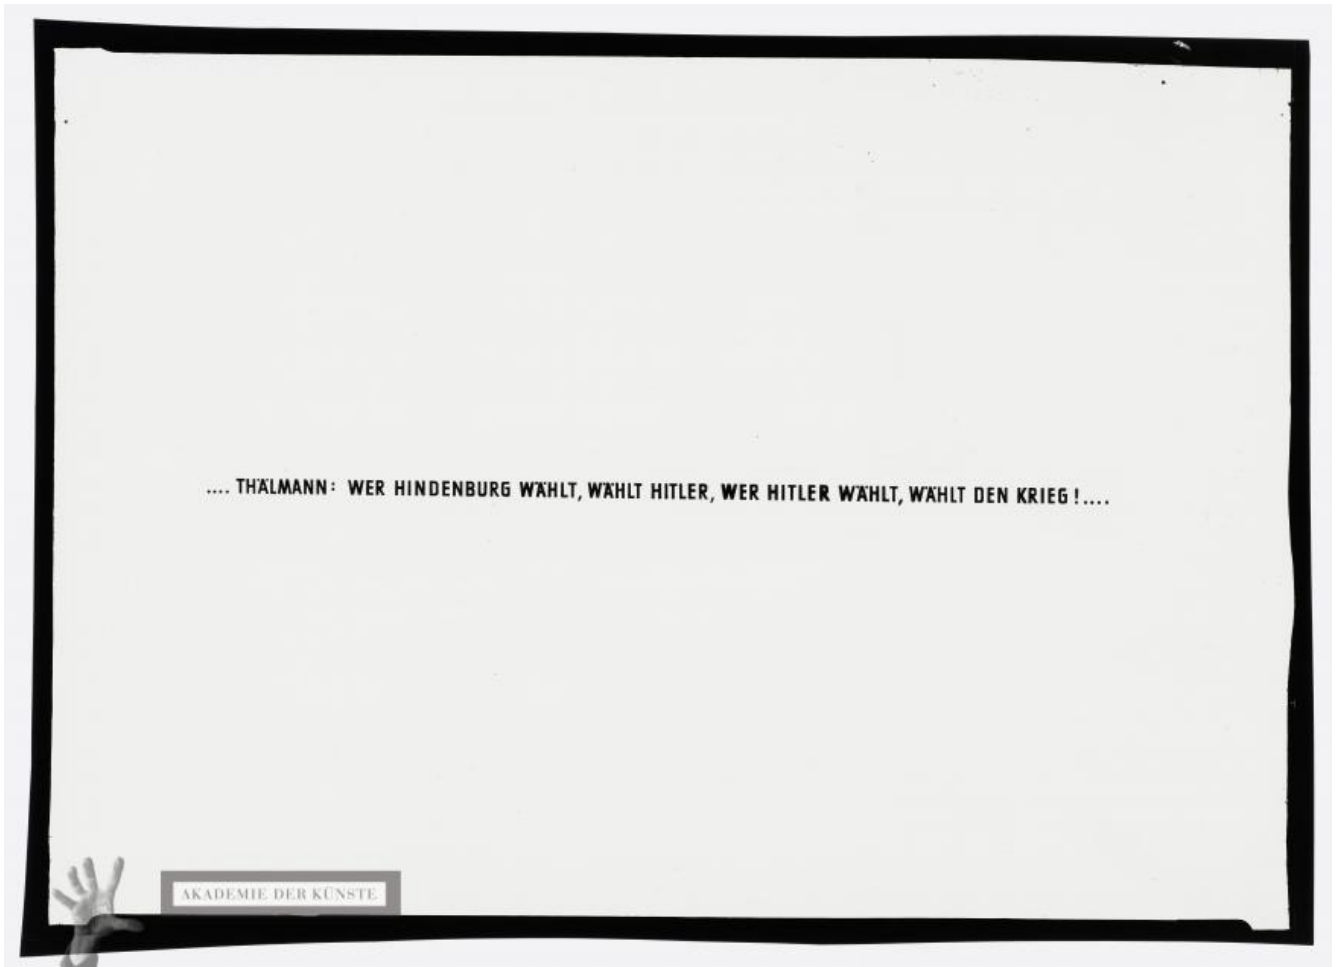 .... THÄLMANN: WER HINDENBURG WÄHLT, WÄHLT HITLER, WER HITLER WÄHLT, WÄHLT DEN KRIEG!....
AKADEMIE DER KÜNSTE